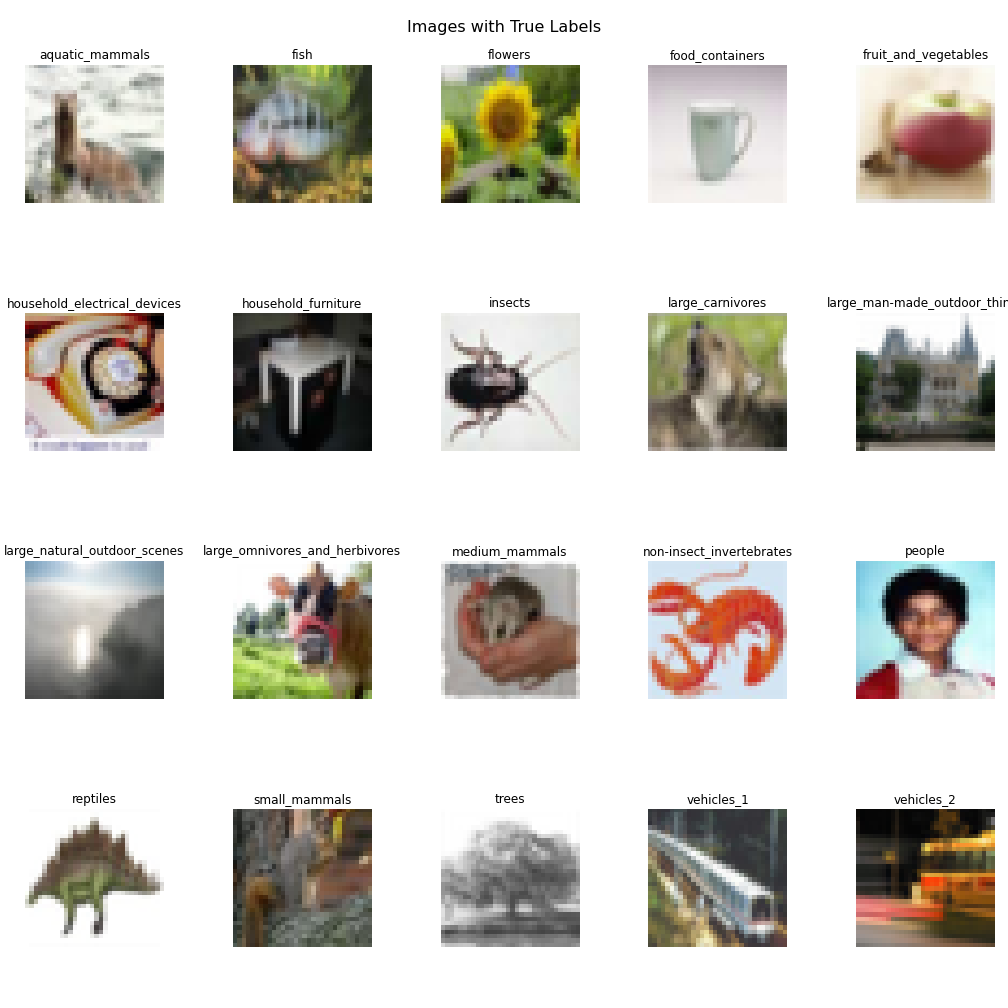 Images with True Labels
aquatic_mammals
fish
flowers
food_containers
fruit_and_vegetables
household_electrical_devices
household_furniture
insects
large_carnivores
large_man-made_outdoor_thin
large_natural_outdoor_scenes
large_omnivores_and_herbivores
medium_mammals
non-insect_invertebrates
people
reptiles
small_mammals
trees
vehicles_1
vehicles_2